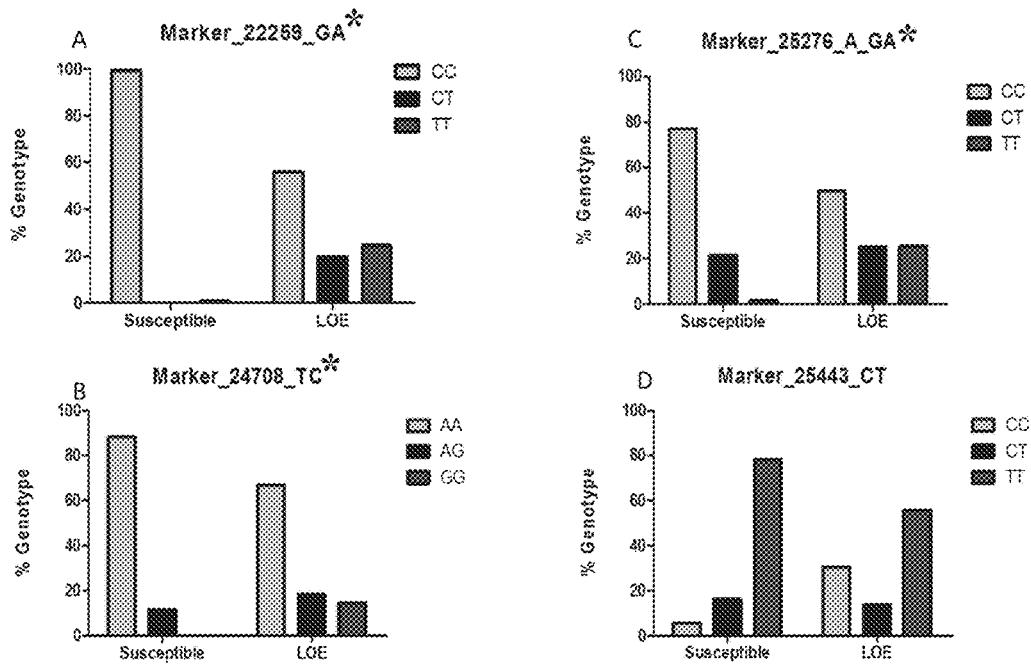 A
Marker_22259_GA*
% Genotype
100
80
60
40
20
0
Susceptible
LOE
CC
CT
TT
B
Marker_24708_TC*
% Genotype
100
80
60
40
20
0
Susceptible
LOE
AA
AG
GG
C
Marker_25276_A_GA*
% Genotype
100
80
60
40
20
0
Susceptible
LOE
CC
CT
TT
D
Marker_25443_CT
% Genotype
100
80
60
40
20
0
Susceptible
LOE
CC
CT
TT